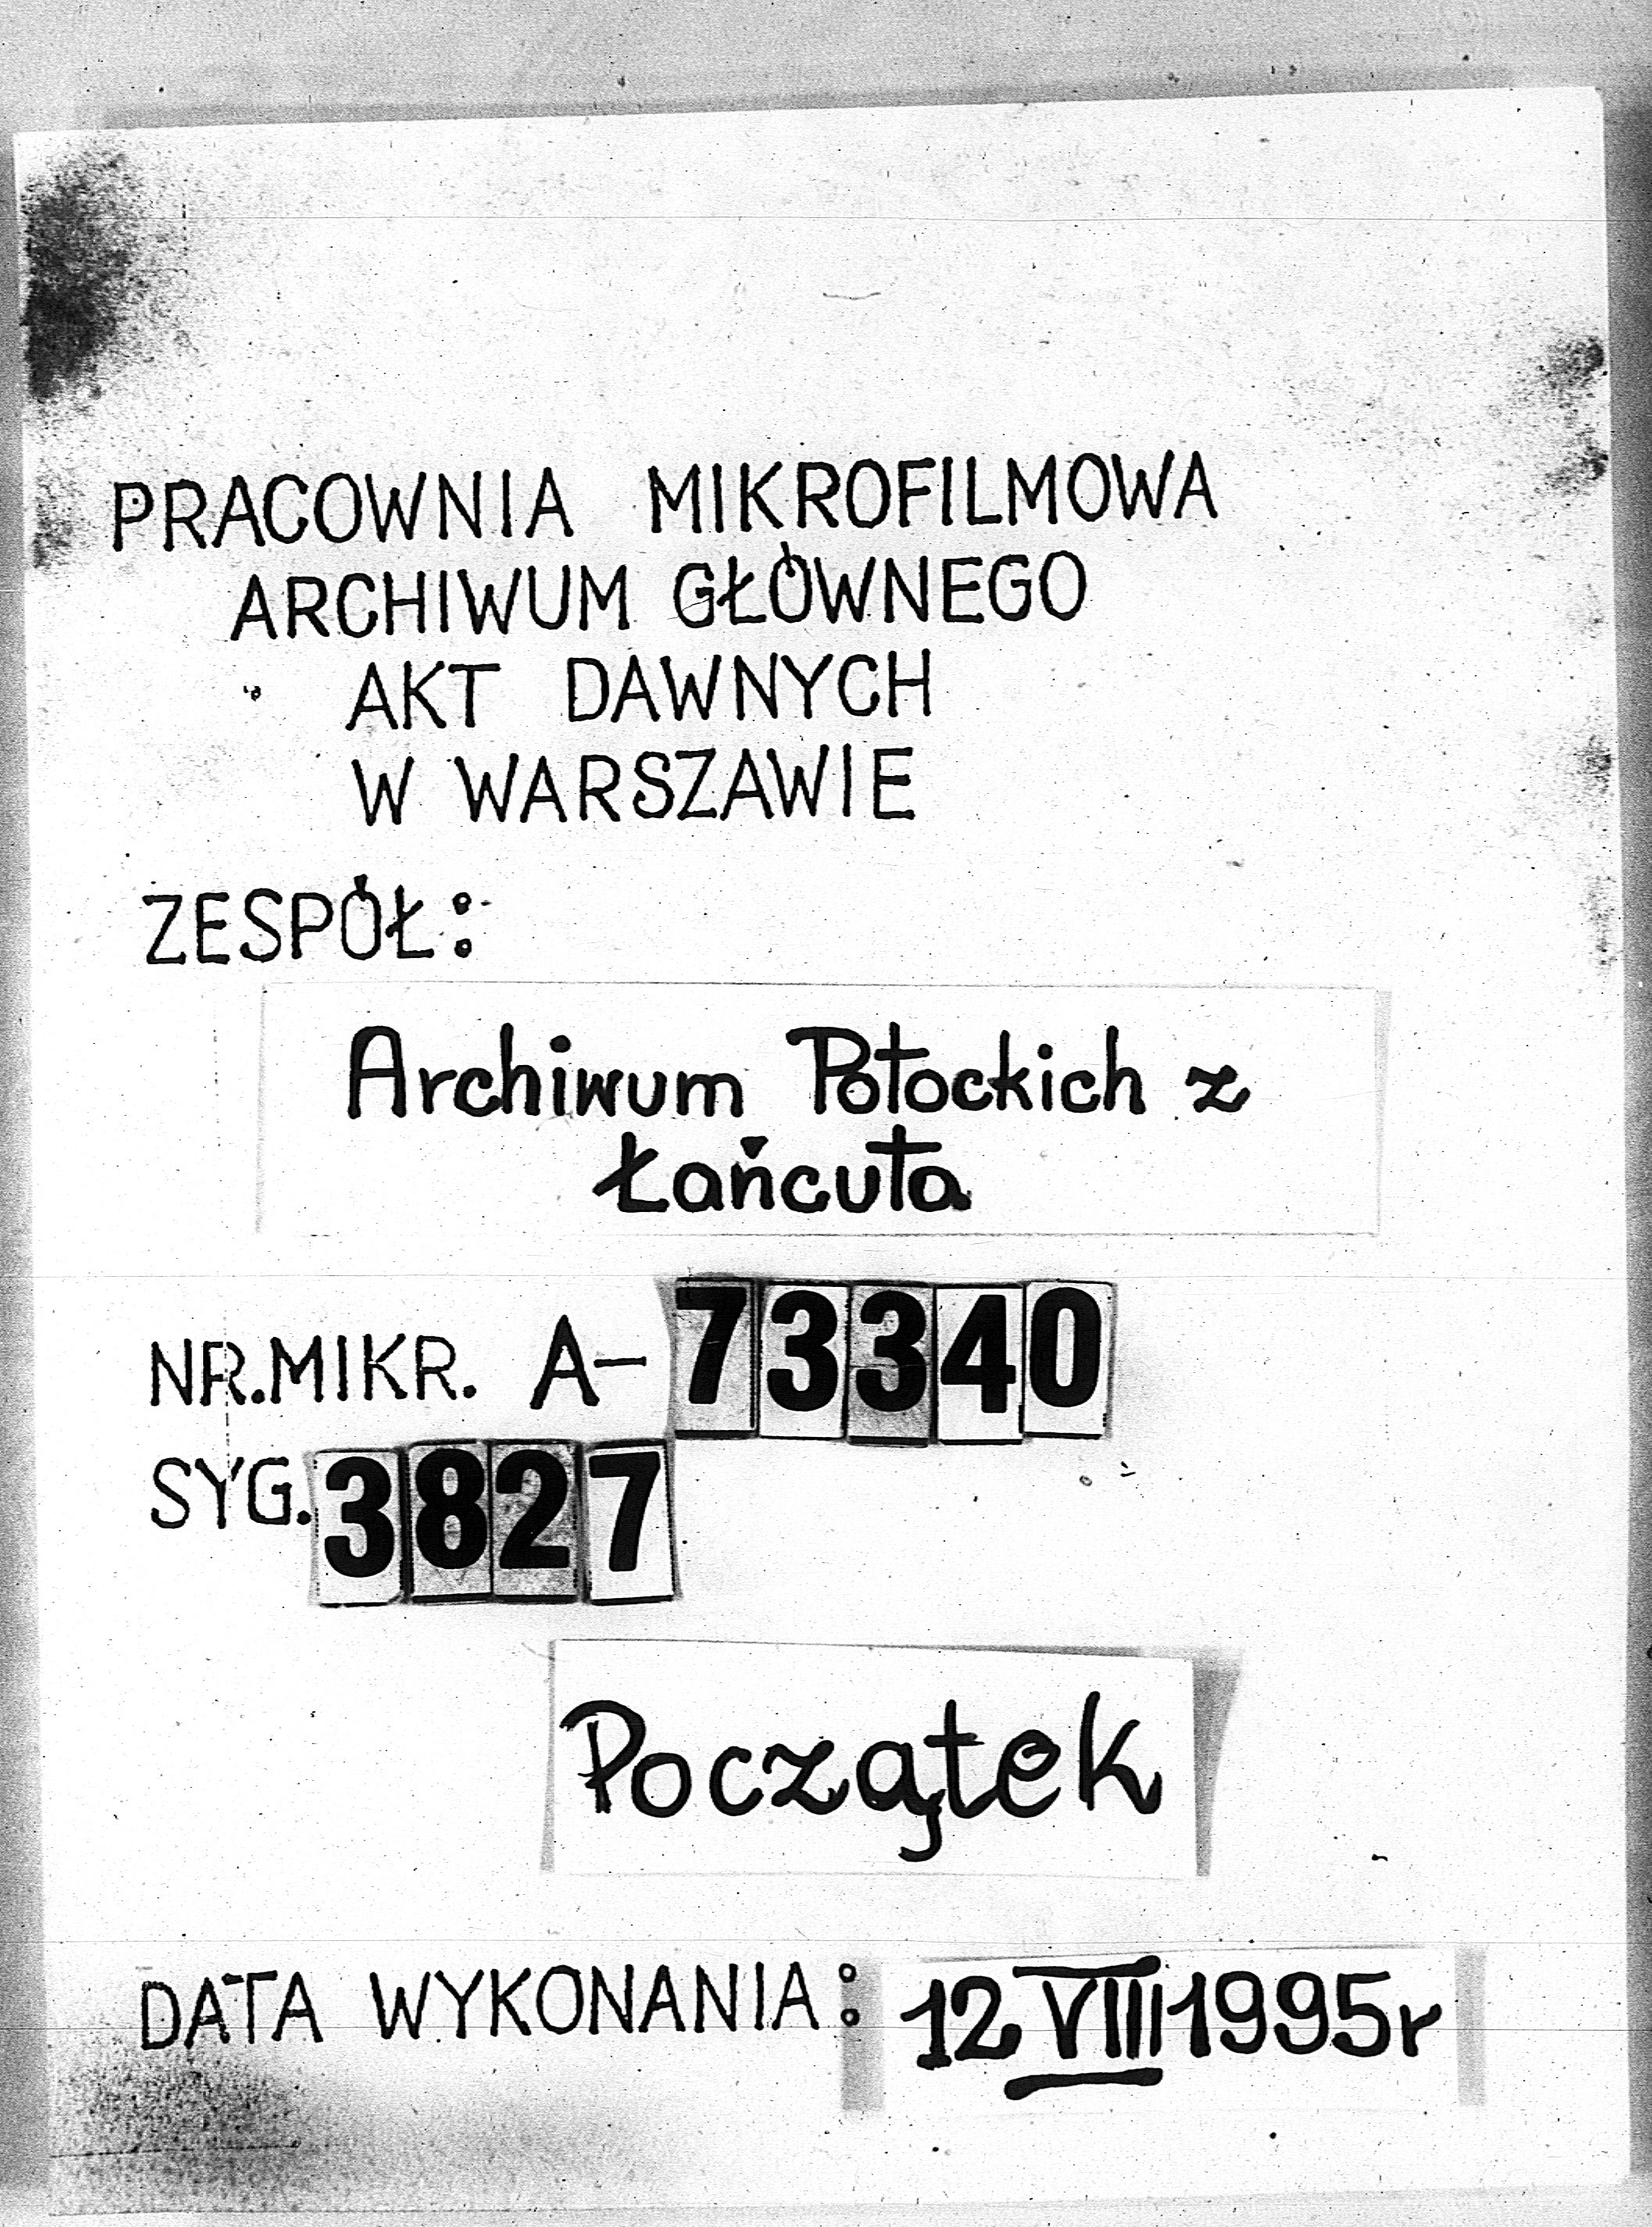 PRACOWNIA MIKROFILMOWA
ARCHIWUM GŁÓWNEGO
AKT DAWNYCH
W WARSZAWIE
ZESPÓŁ:
Archiwum Potockich z
Łańcuta
NR.MIKR. A-73340
SYG. 3827
Początek
DATA WYKONANIA: 12 VIII 1995r